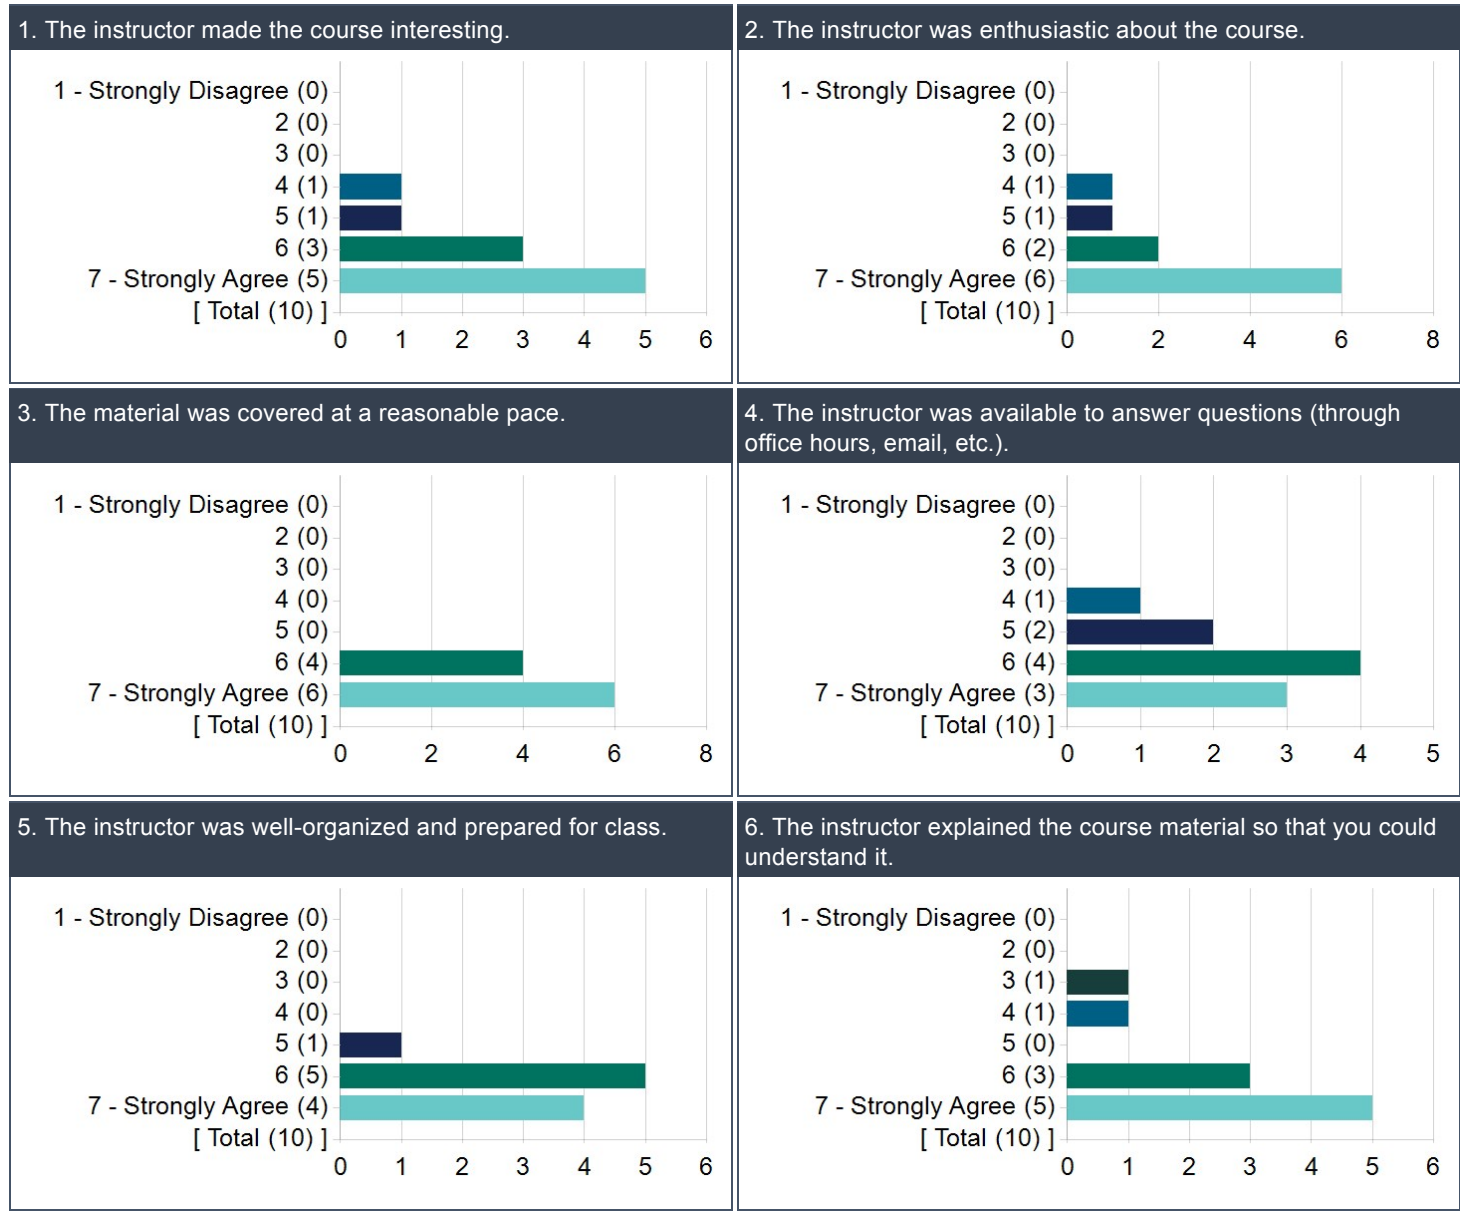 1. The instructor made the course interesting.
1 - Strongly Disagree (0)
2 (0)
3 (0)
4 (1)
5 (1)
6 (3)
7 - Strongly Agree (5)
[ Total (10) ]
0 1 2 3 4 5 6
2. The instructor was enthusiastic about the course.
1 - Strongly Disagree (0)
2 (0)
3 (0)
4 (1)
5 (1)
6 (2)
7 - Strongly Agree (6)
[ Total (10) ]
0 2 4 6 8
3. The material was covered at a reasonable pace.
1 - Strongly Disagree (0)
2 (0)
3 (0)
4 (0)
5 (0)
6 (4)
7 - Strongly Agree (6)
[ Total (10) ]
0 2 4 6 8
4. The instructor was available to answer questions (through
office hours, email, etc.).
1 - Strongly Disagree (0)
2 (0)
3 (0)
4 (1)
5 (2)
6 (4)
7 - Strongly Agree (3)
[ Total (10) ]
0 1 2 3 4 5
5. The instructor was well-organized and prepared for class.
1 - Strongly Disagree (0)
2 (0)
3 (0)
4 (0)
5 (1)
6 (5)
7 - Strongly Agree (4)
[ Total (10) ]
0 1 2 3 4 5 6
6. The instructor explained the course material so that you could
understand it.
1 - Strongly Disagree (0)
2 (0)
3 (1)
4 (1)
5 (0)
6 (3)
7 - Strongly Agree (5)
[ Total (10) ]
0 1 2 3 4 5 6